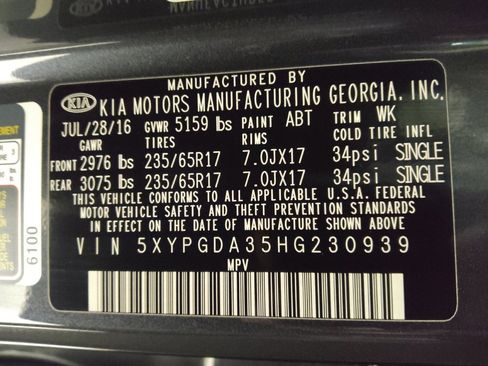 MANUFACTURED BY
KIA KIA MOTORS MANUFACTURING GEORGIA, INC.
JUL/28/16 GVWR 5159 lbs PAINT ABT TRIM WK
GAWR TIRES RIMS COLD TIRE INFL
FRONT 2976 lbs 235/65R17 7.0JX17 34psi SINGLE
REAR 3075 lbs 235/65R17 7.0JX17 34psi SINGLE
THIS VEHICLE CONFORMS TO ALL APPLICABLE U.S.A. FEDERAL
MOTOR VEHICLE SAFETY AND THEFT PREVENTION STANDARDS
IN EFFECT ON THE DATE OF MANUFACTURE SHOWN ABOVE.
VIN 5XYPGDA35HG230939
MPV
6100